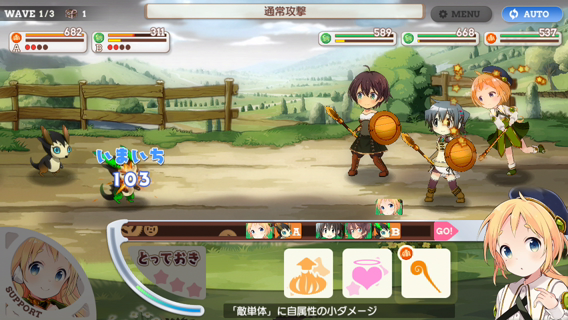 WAVE 1/3 1
通常攻撃
MENU
AUTO
682
311
589
668
537
A
B
いまいち
103
A
B
GO!
とっておき
SUPPORT
「敵単体」に自属性の小ダメージ